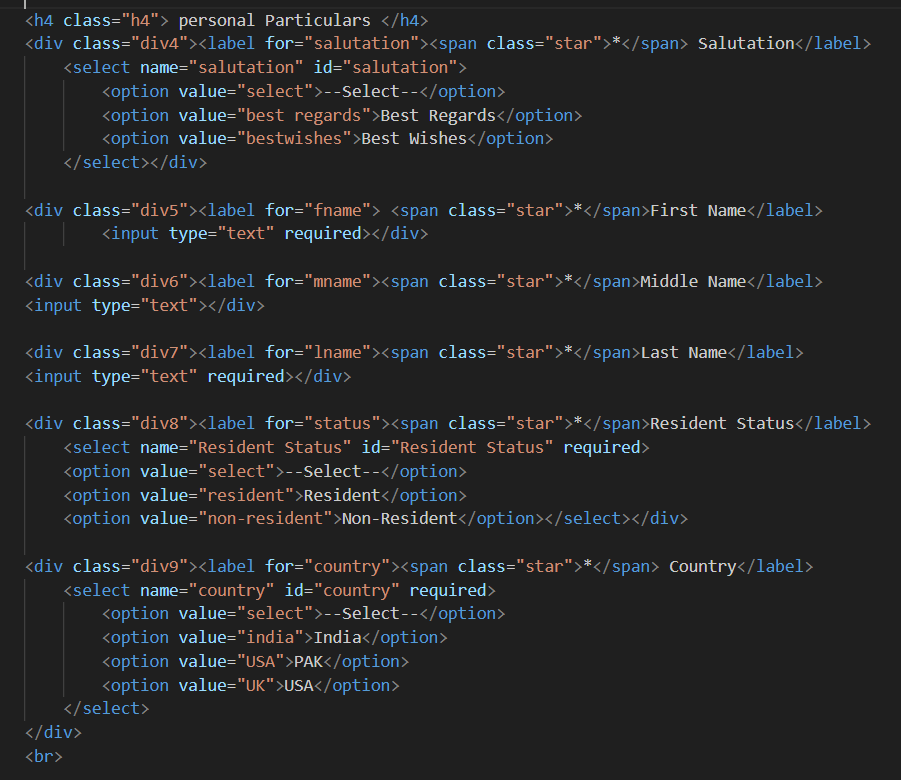 <h4 class="h4"> personal Particulars </h4>
<div class="div4"><label for="salutation"><span class="star">*</span> Salutation</label>
<select name="salutation" id="salutation">
<option value="select">--Select--</option>
<option value="best regards">Best Regards</option>
<option value="bestwishes">Best Wishes</option>
</select></div>
<div class="div5"><label for="fname"> <span class="star">*</span>First Name</label>
<input type="text" required></div>
<div class="div6"><label for="mname"><span class="star">*</span>Middle Name</label>
<input type="text"></div>
<div class="div7"><label for="lname"><span class="star">*</span>Last Name</label>
<input type="text" required></div>
<div class="div8"><label for="status"><span class="star">*</span>Resident Status</label>
<select name="Resident Status" id="Resident Status" required>
<option value="select">--Select--</option>
<option value="resident">Resident</option>
<option value="non-resident">Non-Resident</option></select></div>
<div class="div9"><label for="country"><span class="star">*</span> Country</label>
<select name="country" id="country" required>
<option value="select">--Select--</option>
<option value="india">India</option>
<option value="USA">PAK</option>
<option value="UK">USA</option>
</select>
</div>
<br>